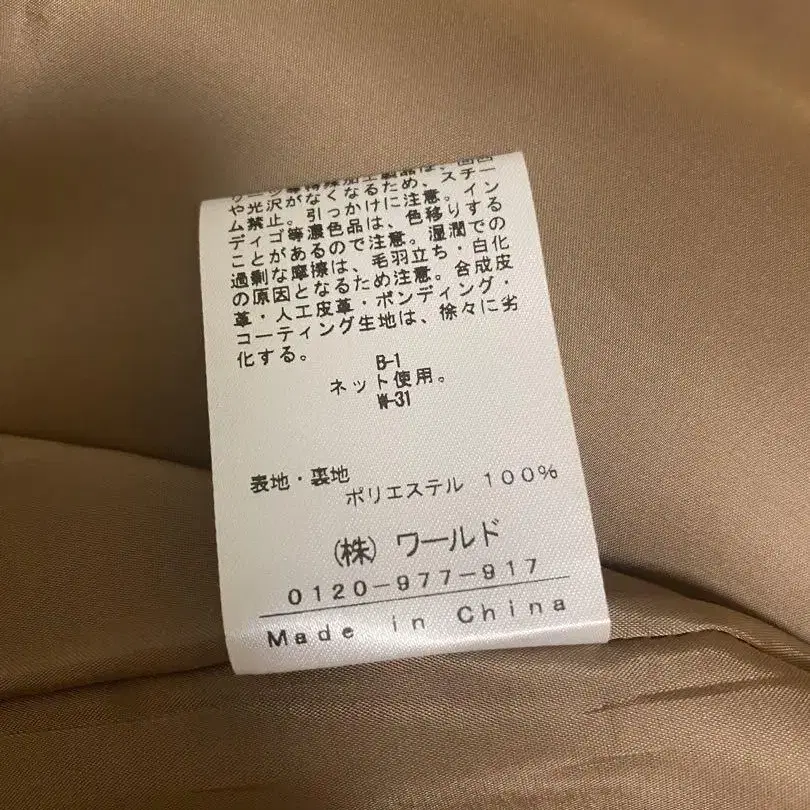 や光沢がなくなるため、スチー
ム禁止。引っかけに注意。イン
ディゴ等濃色品は、色移りする
ことがあるので注意。湿潤での
過剰な摩擦は、毛羽立ち・白化
の原因となるため注意。合成皮
革・人工皮革・ボンディング・
コーティング生地は、徐々に劣
化する。
B-1
ネット使用。
W-31
表地・裏地
ポリエステル 100%
(株) ワールド
0120-977-917
Made in China